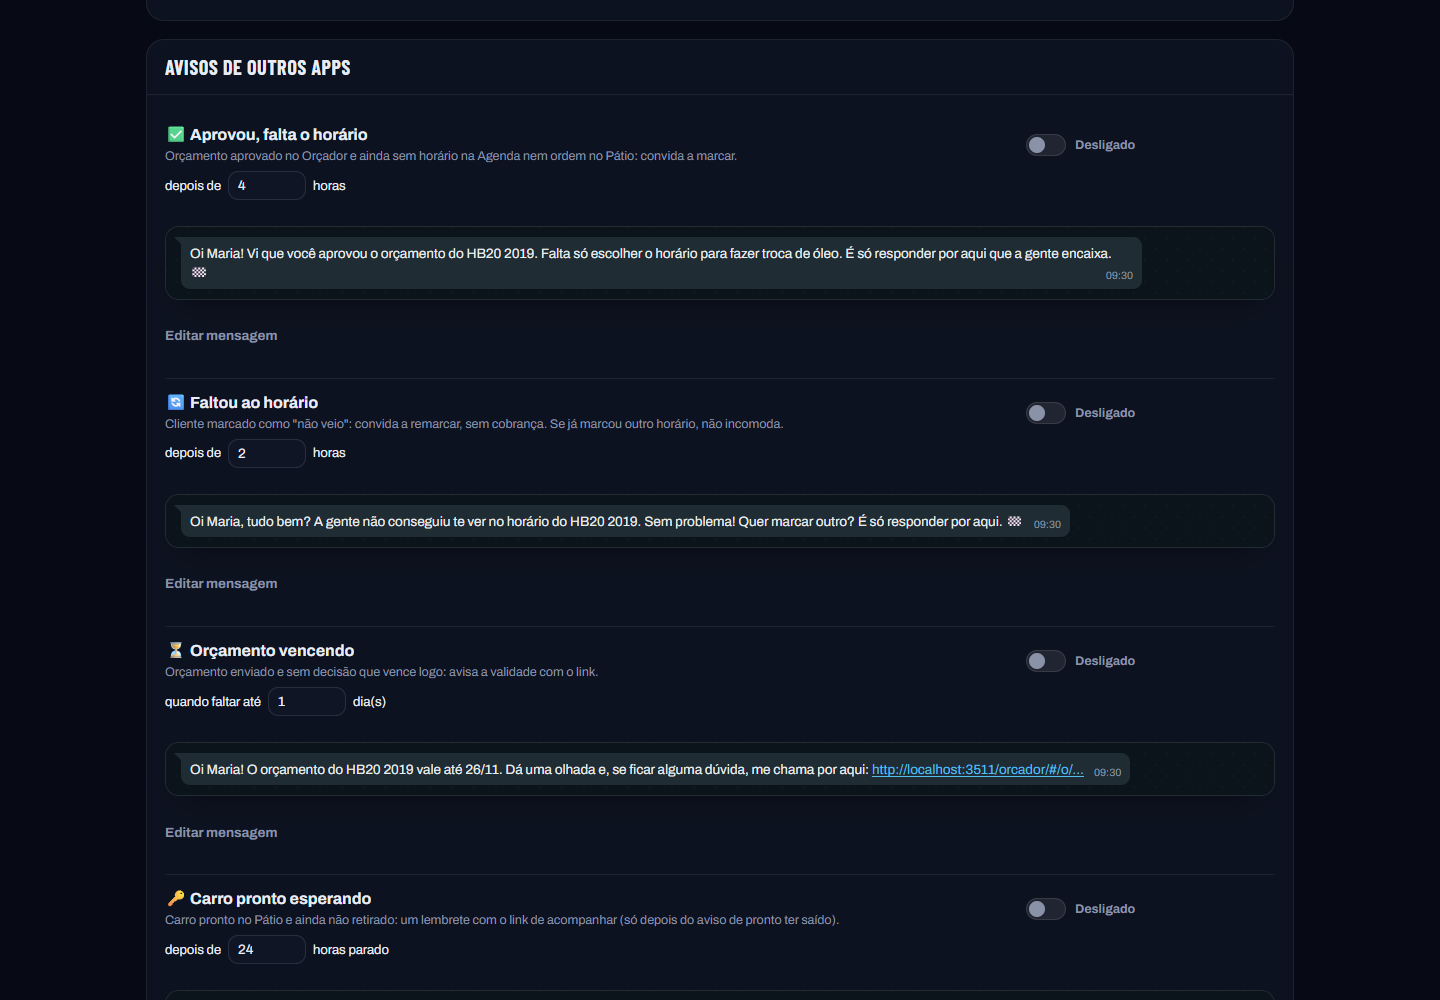 AVISOS DE OUTROS APPS
✅ Aprovou, falta o horário
Orçamento aprovado no Orçador e ainda sem horário na Agenda nem ordem no Pátio: convida a marcar.
Desligado
depois de 4 horas
Oi Maria! Vi que você aprovou o orçamento do HB20 2019. Falta só escolher o horário para fazer troca de óleo. É só responder por aqui que a gente encaixa.
🏁 09:30
Editar mensagem
🔄 Faltou ao horário
Cliente marcado como "não veio": convida a remarcar, sem cobrança. Se já marcou outro horário, não incomoda.
Desligado
depois de 2 horas
Oi Maria, tudo bem? A gente não conseguiu te ver no horário do HB20 2019. Sem problema! Quer marcar outro? É só responder por aqui. 🏁 09:30
Editar mensagem
⏳ Orçamento vencendo
Orçamento enviado e sem decisão que vence logo: avisa a validade com o link.
Desligado
quando faltar até 1 dia(s)
Oi Maria! O orçamento do HB20 2019 vale até 26/11. Dá uma olhada e, se ficar alguma dúvida, me chama por aqui: http://localhost:3511/orcador/#/o/... 09:30
Editar mensagem
🔑 Carro pronto esperando
Carro pronto no Pátio e ainda não retirado: um lembrete com o link de acompanhar (só depois do aviso de pronto ter saído).
Desligado
depois de 24 horas parado